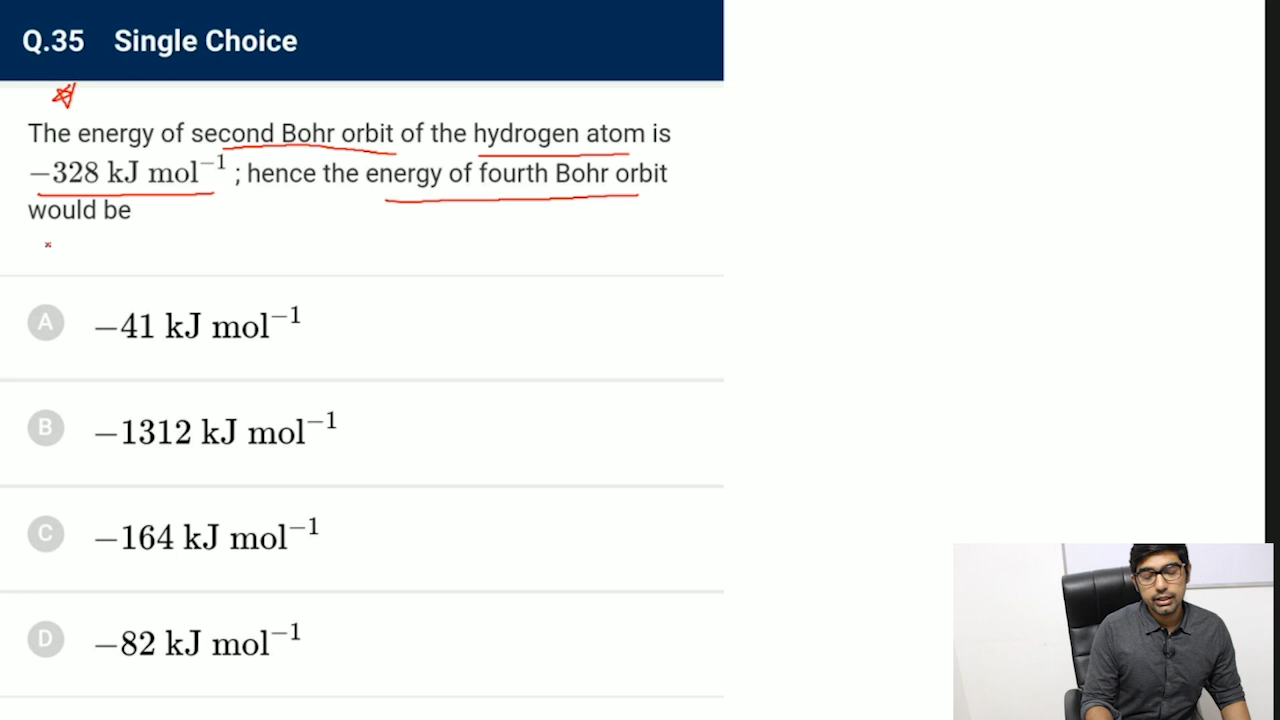 Q.35 Single Choice
The energy of second Bohr orbit of the hydrogen atom is
−328 kJ mol⁻¹ ; hence the energy of fourth Bohr orbit
would be
A −41 kJ mol⁻¹
B −1312 kJ mol⁻¹
C −164 kJ mol⁻¹
D −82 kJ mol⁻¹